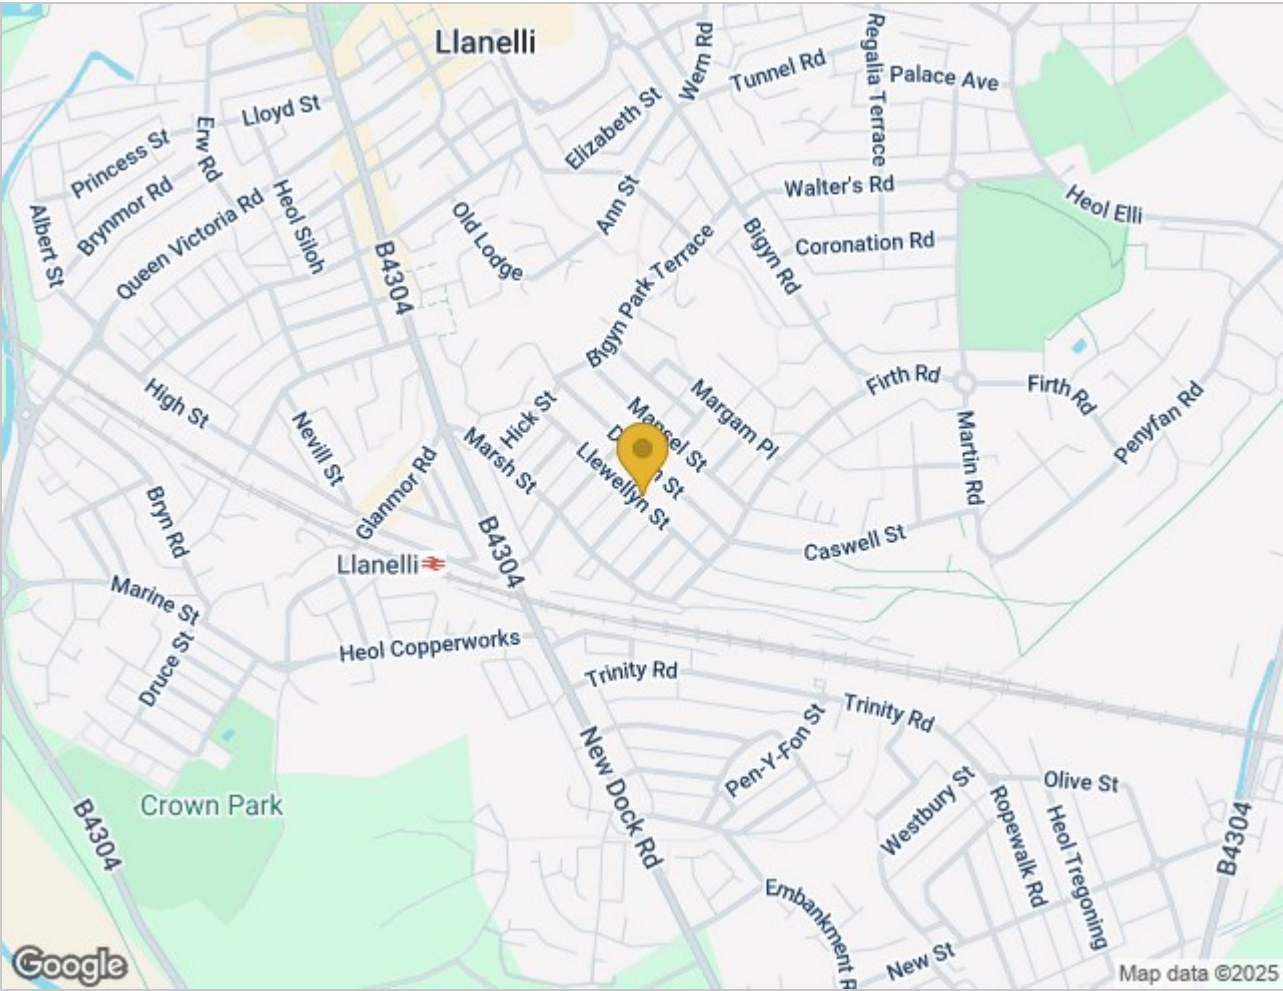 Llanelli
Wern Rd
Tunnel Rd
Regalia Terrace
Palace Ave
Lloyd St
Elizabeth St
Princess St
Erw Rd
Brynmor Rd
Heol Siloh
Queen Victoria Rd
Albert St
Old Lodge
Ann St
Walter's Rd
Heol Elli
Bigyn Rd
Coronation Rd
B4304
Bigyn Park Terrace
High St
Nevill St
Hick St
Marsh St
Mansel St
Margam Pl
Firth Rd
Firth Rd
Martin Rd
Penyfan Rd
Glanmor Rd
Llewellyn St
St
Bryn Rd
B4304
Caswell St
Llanelli
Marine St
Druce St
Heol Copperworks
Trinity Rd
Trinity Rd
Pen-Y-Fon St
New Dock Rd
Crown Park
B4304
Westbury St
Olive St
Ropewalk Rd
Heol Tregoning
B4304
Embankment R
New St
Google
Map data ©2025